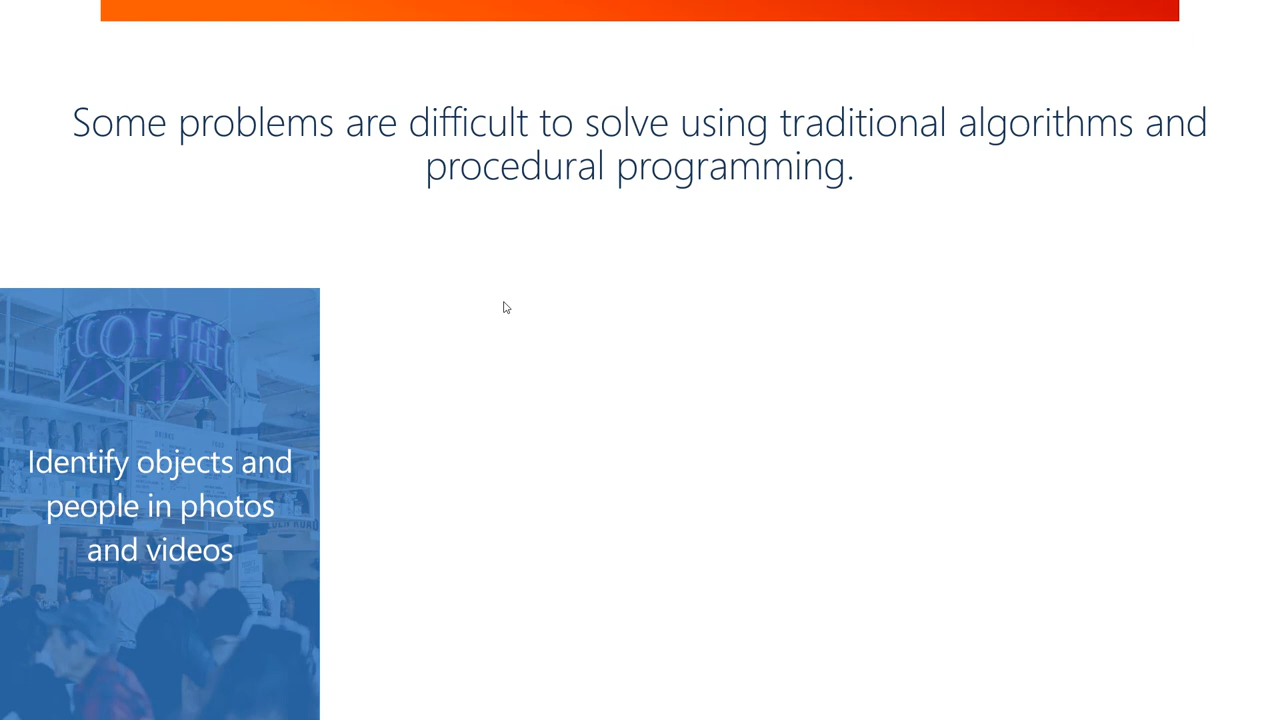 Some problems are difficult to solve using traditional algorithms and
procedural programming.
COFFEE
Identify objects and
people in photos
and videos